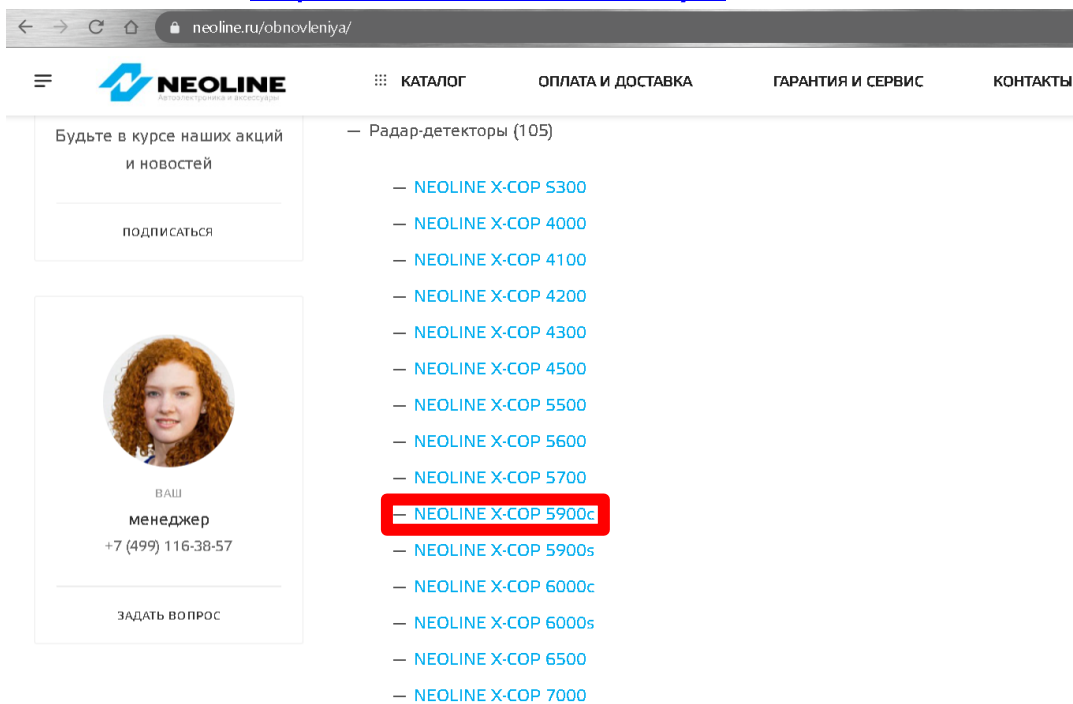 neoline.ru/obnovleniya/
NEOLINE
Автоэлектроника и аксессуары
КАТАЛОГ
ОПЛАТА И ДОСТАВКА
ГАРАНТИЯ И СЕРВИС
КОНТАКТЫ
Будьте в курсе наших акций
и новостей
ПОДПИСАТЬСЯ
ВАШ
менеджер
+7 (499) 116-38-57
ЗАДАТЬ ВОПРОС
— Радар-детекторы (105)
— NEOLINE X-COP S300
— NEOLINE X-COP 4000
— NEOLINE X-COP 4100
— NEOLINE X-COP 4200
— NEOLINE X-COP 4300
— NEOLINE X-COP 4500
— NEOLINE X-COP 5500
— NEOLINE X-COP 5600
— NEOLINE X-COP 5700
— NEOLINE X-COP 5900c
— NEOLINE X-COP 5900s
— NEOLINE X-COP 6000c
— NEOLINE X-COP 6000s
— NEOLINE X-COP 6500
— NEOLINE X-COP 7000